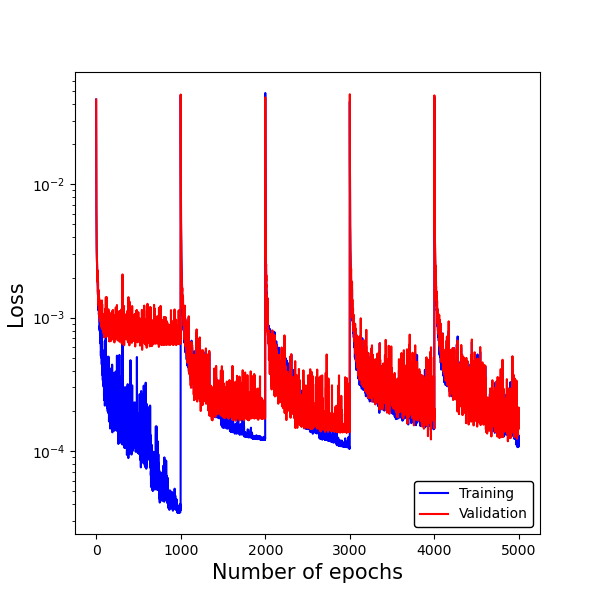 Loss
10⁻²
10⁻³
10⁻⁴
0 1000 2000 3000 4000 5000
Number of epochs
Training
Validation